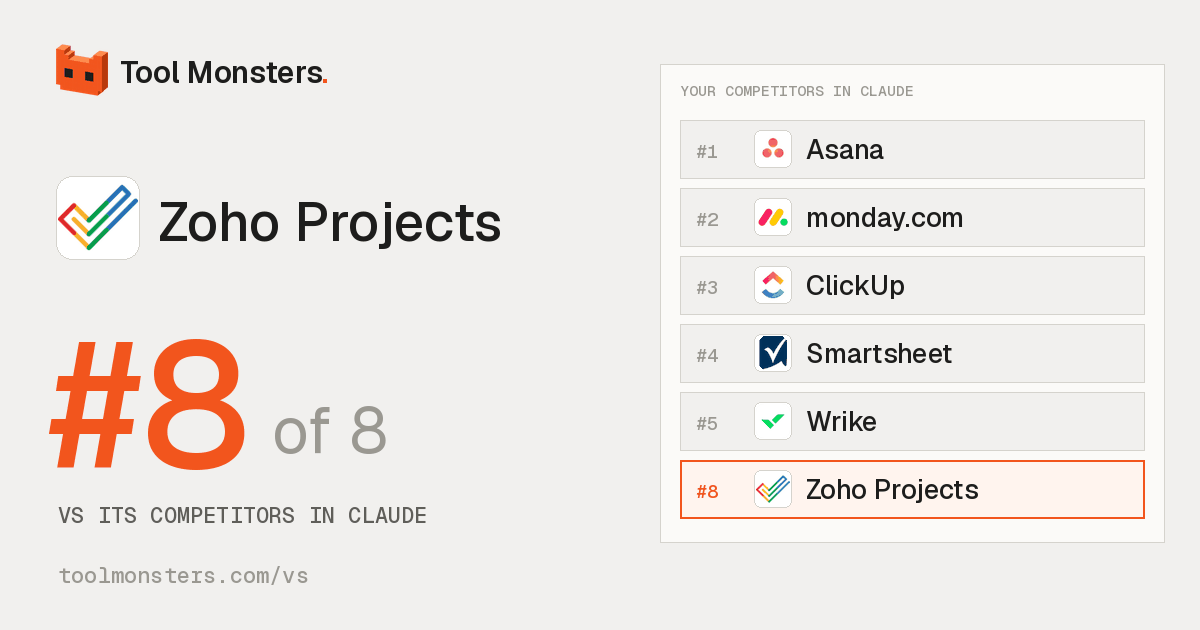 Tool Monsters.
Zoho Projects
#8 of 8
VS ITS COMPETITORS IN CLAUDE
toolmonsters.com/vs
YOUR COMPETITORS IN CLAUDE
#1 Asana
#2 monday.com
#3 ClickUp
#4 Smartsheet
#5 Wrike
#8 Zoho Projects